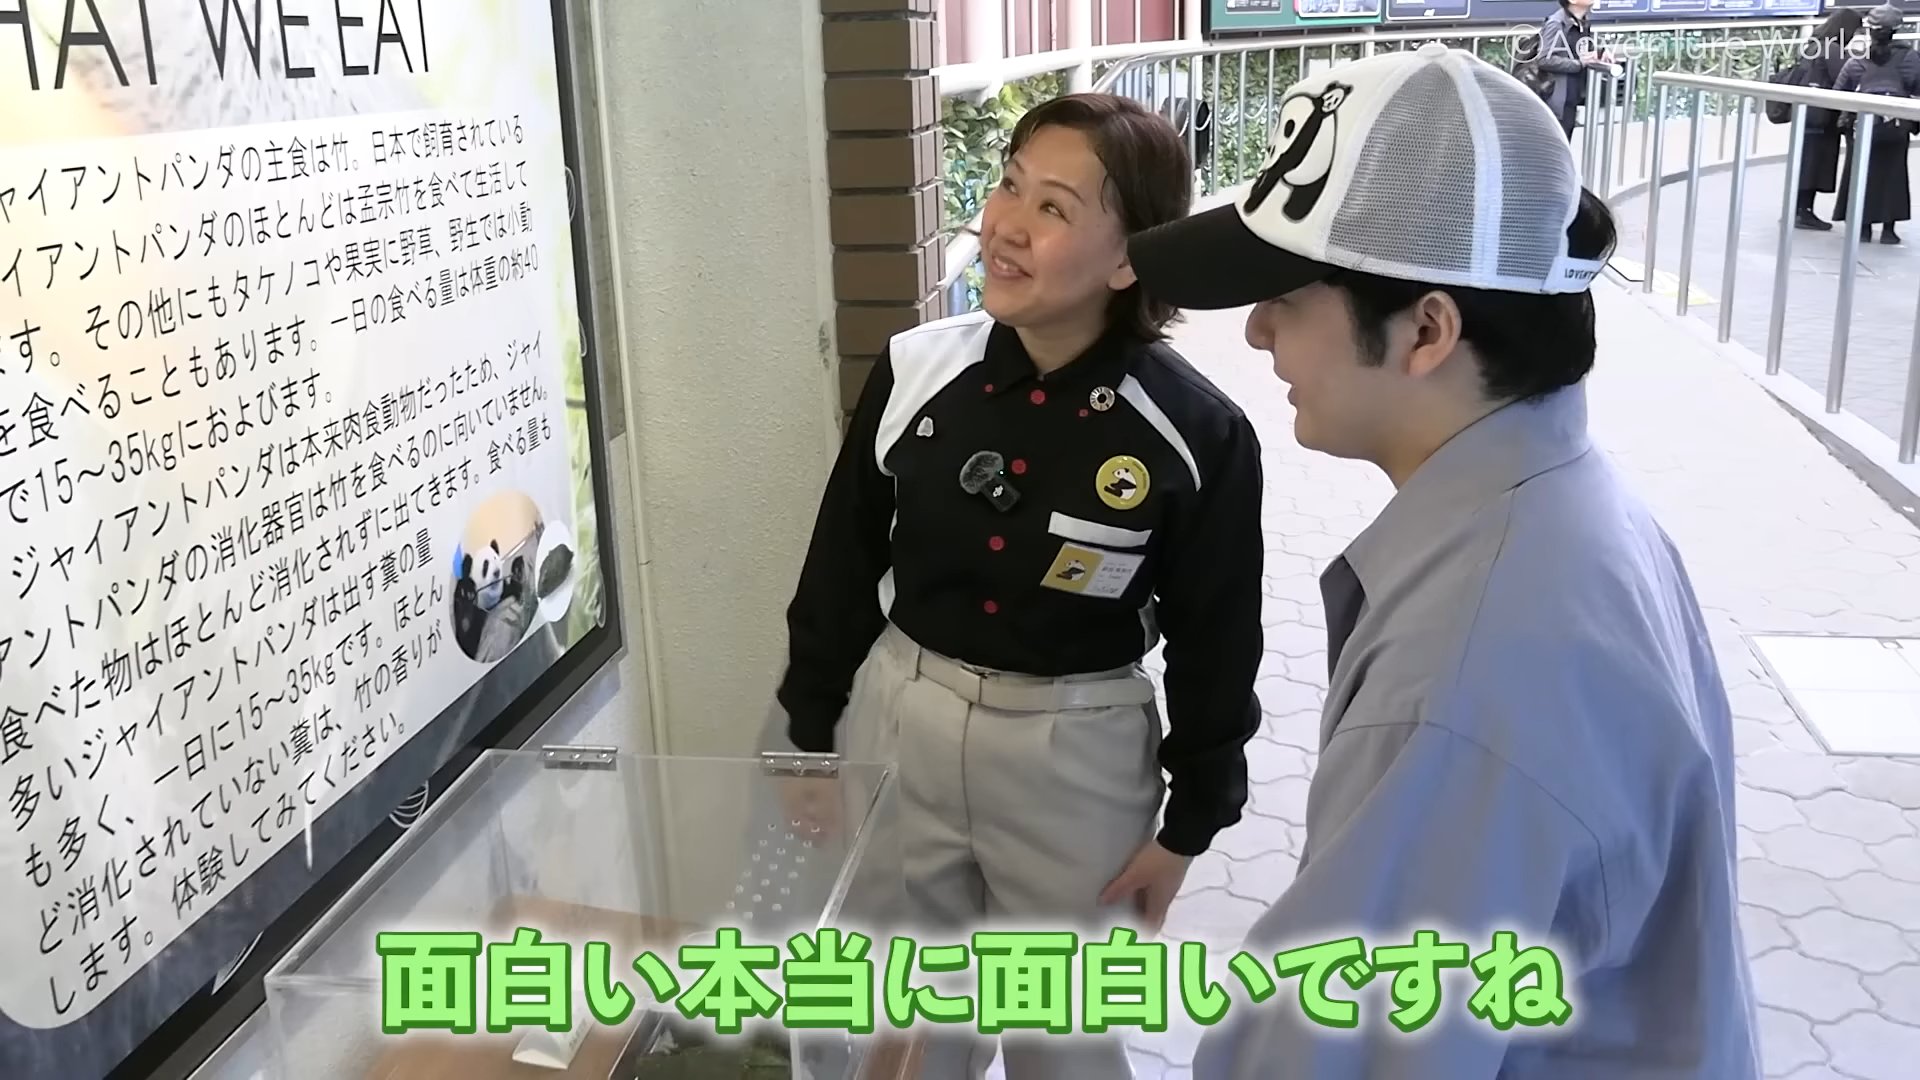 HAT WE EAT
©Adventure World
ャイアントパンダの主食は竹。日本で飼育されている
イアントパンダのほとんどは孟宗竹を食べて生活して
ます。その他にもタケノコや果実に野草、野生では小動
を食べることもあります。一日の食べる量は体重の約40
で15～35kgにおよびます。
ジャイアントパンダは本来肉食動物だったため、ジャイ
アントパンダの消化器官は竹を食べるのに向いていません。
食べた物はほとんど消化されずに出てきます。食べる量も
多いジャイアントパンダは出す糞の量
も多く、一日に15～35kgです。ほとん
ど消化されていない糞は、竹の香りが
します。体験してみてください。
面白い本当に面白いですね